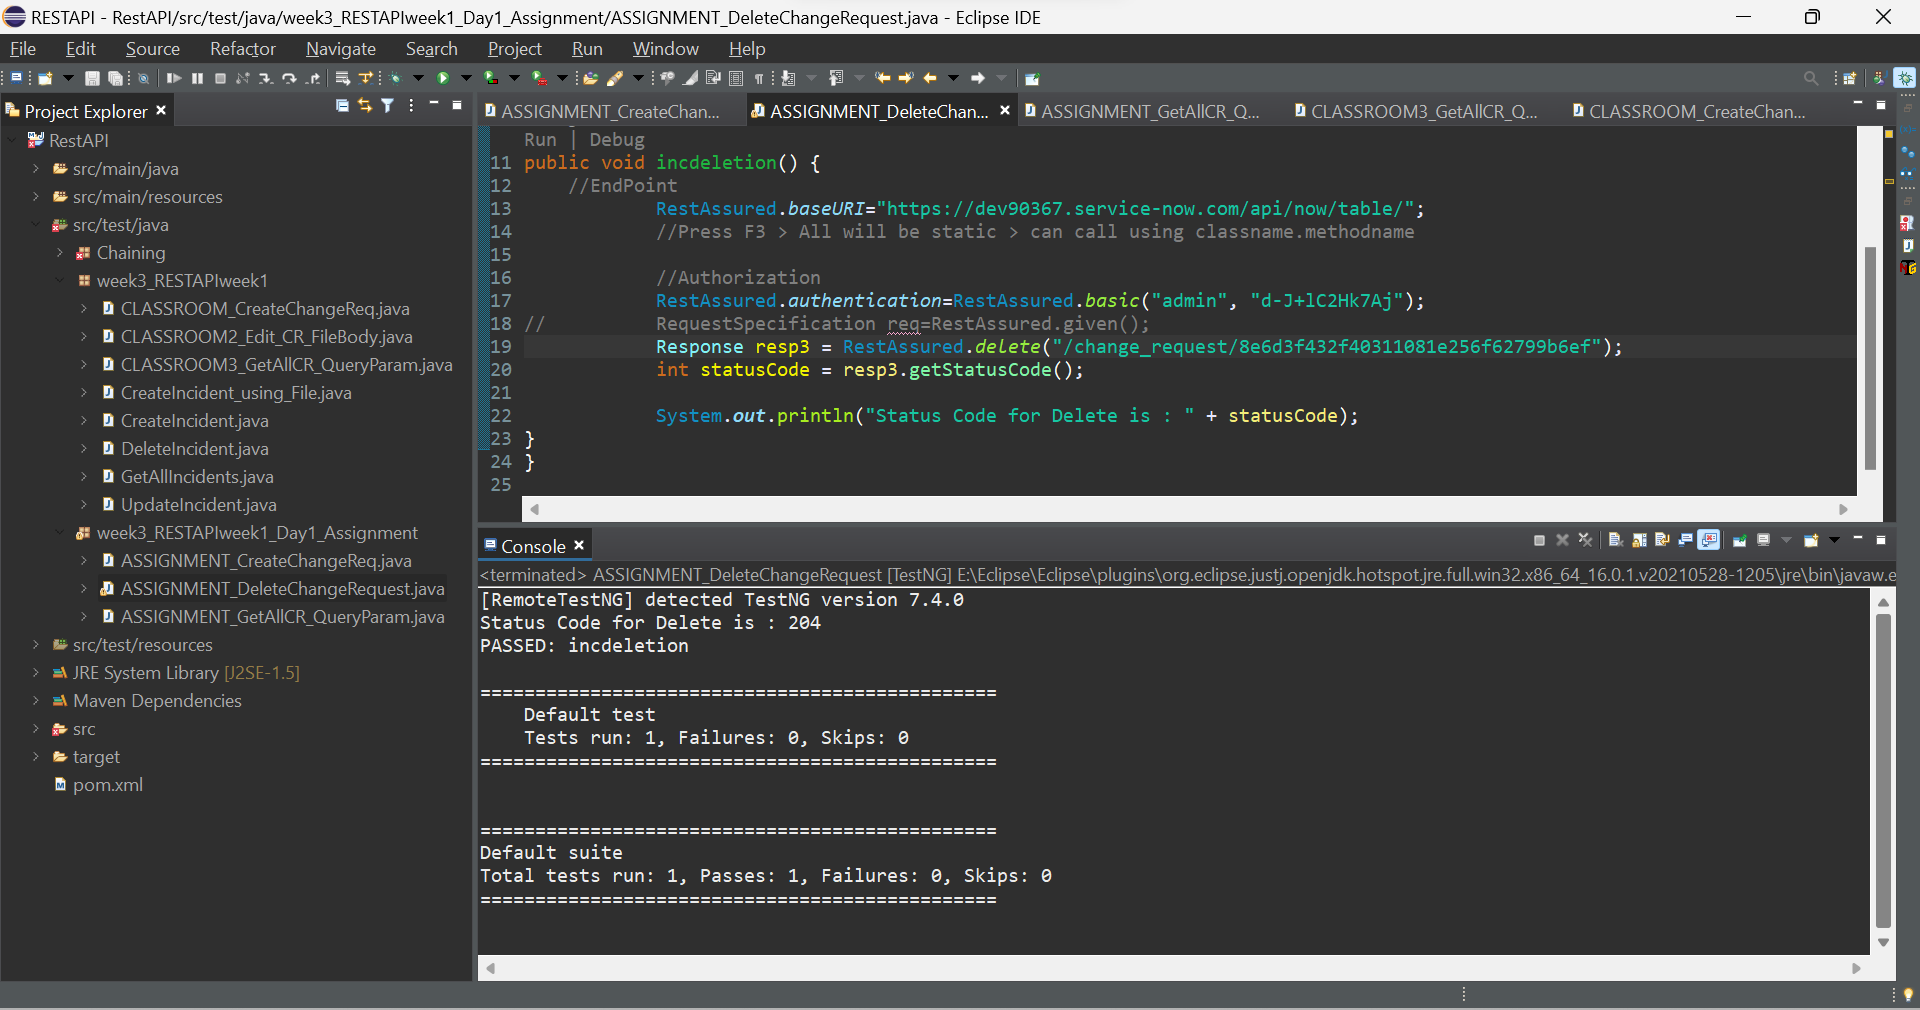 RESTAPI - RestAPI/src/test/java/week3_RESTAPIweek1_Day1_Assignment/ASSIGNMENT_DeleteChangeRequest.java - Eclipse IDE
File Edit Source Refactor Navigate Search Project Run Window Help
Project Explorer
RestAPI
src/main/java
src/main/resources
src/test/java
Chaining
week3_RESTAPIweek1
CLASSROOM_CreateChangeReq.java
CLASSROOM2_Edit_CR_FileBody.java
CLASSROOM3_GetAllCR_QueryParam.java
CreateIncident_using_File.java
CreateIncident.java
DeleteIncident.java
GetAllIncidents.java
UpdateIncident.java
week3_RESTAPIweek1_Day1_Assignment
ASSIGNMENT_CreateChangeReq.java
ASSIGNMENT_DeleteChangeRequest.java
ASSIGNMENT_GetAllCR_QueryParam.java
src/test/resources
JRE System Library [J2SE-1.5]
Maven Dependencies
src
target
pom.xml
ASSIGNMENT_CreateChan... ASSIGNMENT_DeleteChan... ASSIGNMENT_GetAllCR_Q... CLASSROOM3_GetAllCR_Q... CLASSROOM_CreateChan...
Run | Debug
11 public void incdeletion() {
12 //EndPoint
13 RestAssured.baseURI="https://dev90367.service-now.com/api/now/table/";
14 //Press F3 > All will be static > can call using classname.methodname
15
16 //Authorization
17 RestAssured.authentication=RestAssured.basic("admin", "d-J+lC2Hk7Aj");
18 // RequestSpecification req=RestAssured.given();
19 Response resp3 = RestAssured.delete("/change_request/8e6d3f432f40311081e256f62799b6ef");
20 int statusCode = resp3.getStatusCode();
21
22 System.out.println("Status Code for Delete is : " + statusCode);
23 }
24 }
25
Console
<terminated> ASSIGNMENT_DeleteChangeRequest [TestNG] E:\Eclipse\Eclipse\plugins\org.eclipse.justj.openjdk.hotspot.jre.full.win32.x86_64_16.0.1.v20210528-1205\jre\bin\javaw.e
[RemoteTestNG] detected TestNG version 7.4.0
Status Code for Delete is : 204
PASSED: incdeletion
===============================================
Default test
Tests run: 1, Failures: 0, Skips: 0
===============================================
===============================================
Default suite
Total tests run: 1, Passes: 1, Failures: 0, Skips: 0
===============================================